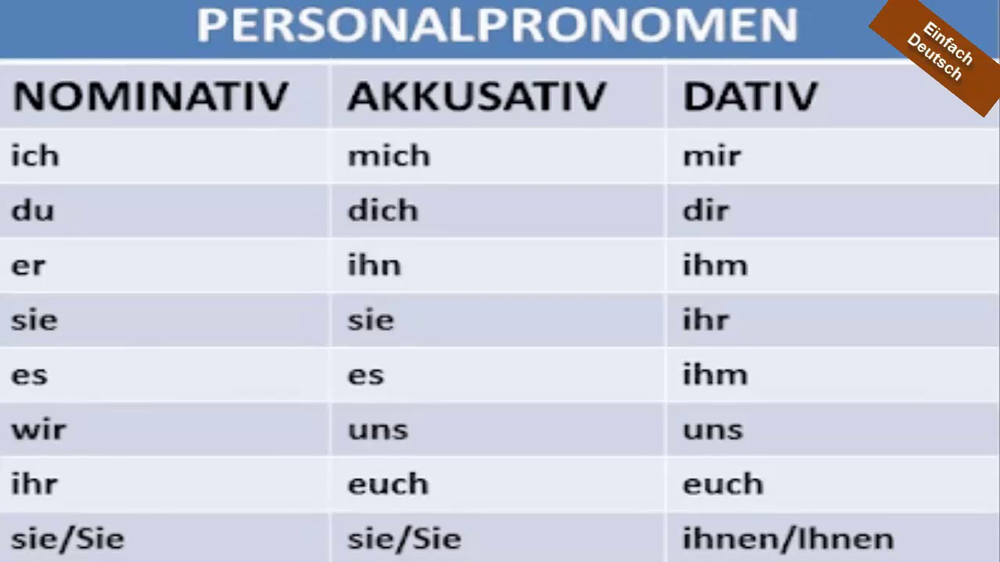 PERSONALPRONOMEN
Einfach
Deutsch
NOMINATIV AKKUSATIV DATIV
ich mich mir
du dich dir
er ihn ihm
sie sie ihr
es es ihm
wir uns uns
ihr euch euch
sie/Sie sie/Sie ihnen/Ihnen